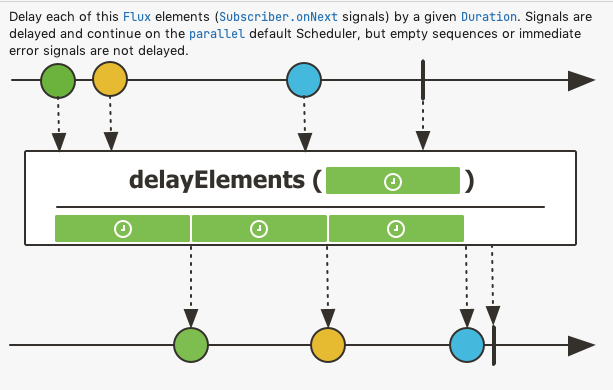 Delay each of this Flux elements (Subscriber.onNext signals) by a given Duration. Signals are
delayed and continue on the parallel default Scheduler, but empty sequences or immediate
error signals are not delayed.
delayElements ( )